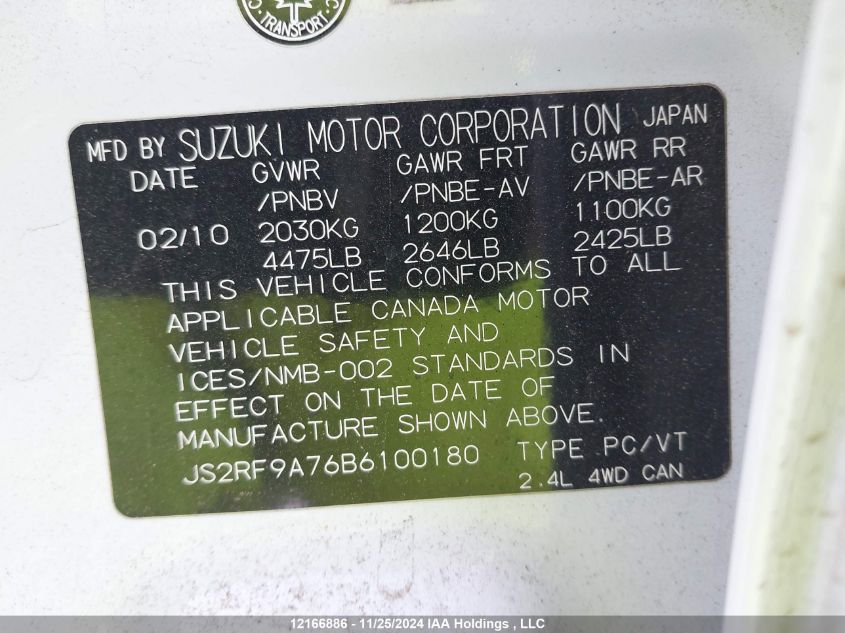 C TRANSPORT C
MFD BY SUZUKI MOTOR CORPORATION JAPAN
DATE GVWR GAWR FRT GAWR RR
/PNBV /PNBE-AV /PNBE-AR
02/10 2030KG 1200KG 1100KG
4475LB 2646LB 2425LB
THIS VEHICLE CONFORMS TO ALL
APPLICABLE CANADA MOTOR
VEHICLE SAFETY AND
ICES/NMB-002 STANDARDS IN
EFFECT ON THE DATE OF
MANUFACTURE SHOWN ABOVE.
JS2RF9A76B6100180 TYPE PC/VT
2.4L 4WD CAN
12166886 - 11/25/2024 IAA Holdings , LLC